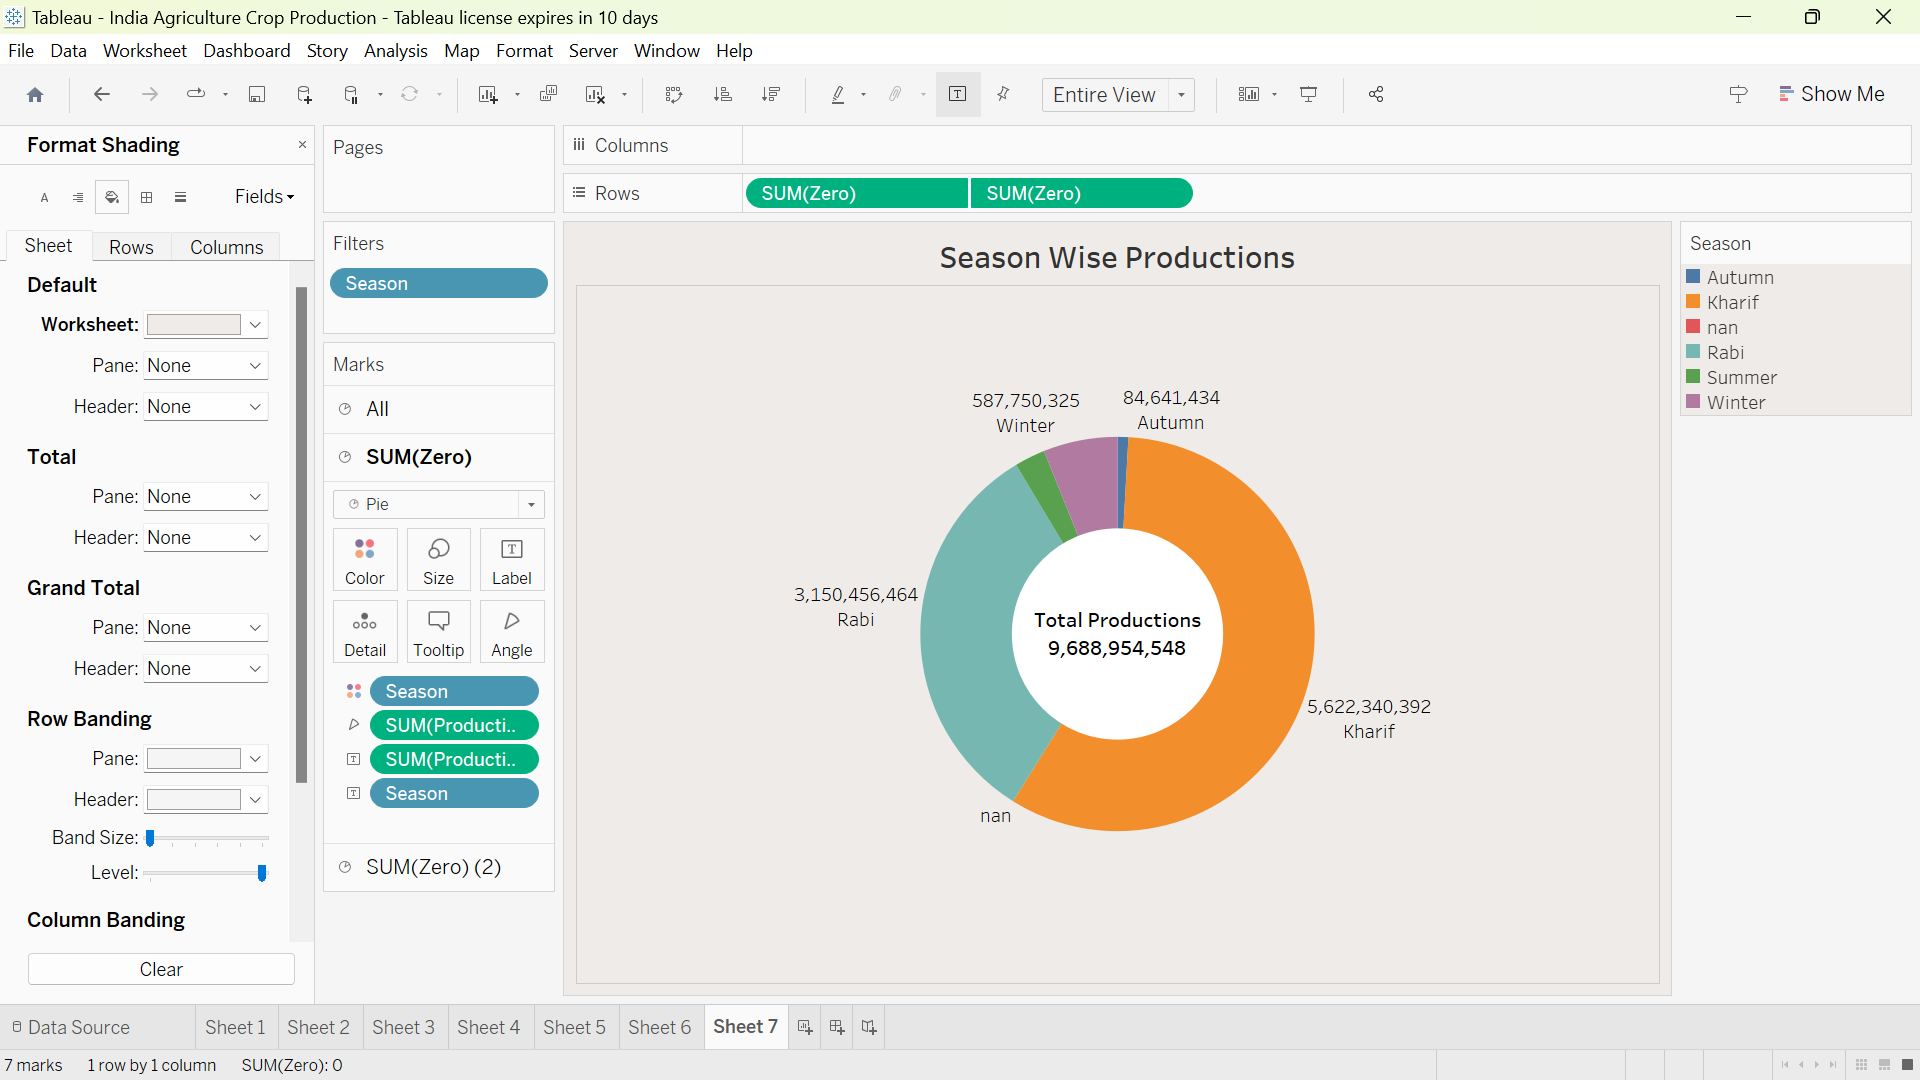 Tableau - India Agriculture Crop Production - Tableau license expires in 10 days
File Data Worksheet Dashboard Story Analysis Map Format Server Window Help
Entire View
Show Me
Format Shading
Fields
Sheet Rows Columns
Default
Worksheet:
Pane: None
Header: None
Total
Pane: None
Header: None
Grand Total
Pane: None
Header: None
Row Banding
Pane:
Header:
Band Size:
Level:
Column Banding
Clear
Pages
Filters
Season
Marks
All
SUM(Zero)
Pie
Color Size Label
Detail Tooltip Angle
Season
SUM(Producti..
SUM(Producti..
Season
SUM(Zero) (2)
Columns
Rows SUM(Zero) SUM(Zero)
Season Wise Productions
587,750,325
Winter
84,641,434
Autumn
3,150,456,464
Rabi
Total Productions
9,688,954,548
5,622,340,392
Kharif
nan
Season
Autumn
Kharif
nan
Rabi
Summer
Winter
Data Source Sheet 1 Sheet 2 Sheet 3 Sheet 4 Sheet 5 Sheet 6 Sheet 7
7 marks 1 row by 1 column SUM(Zero): 0